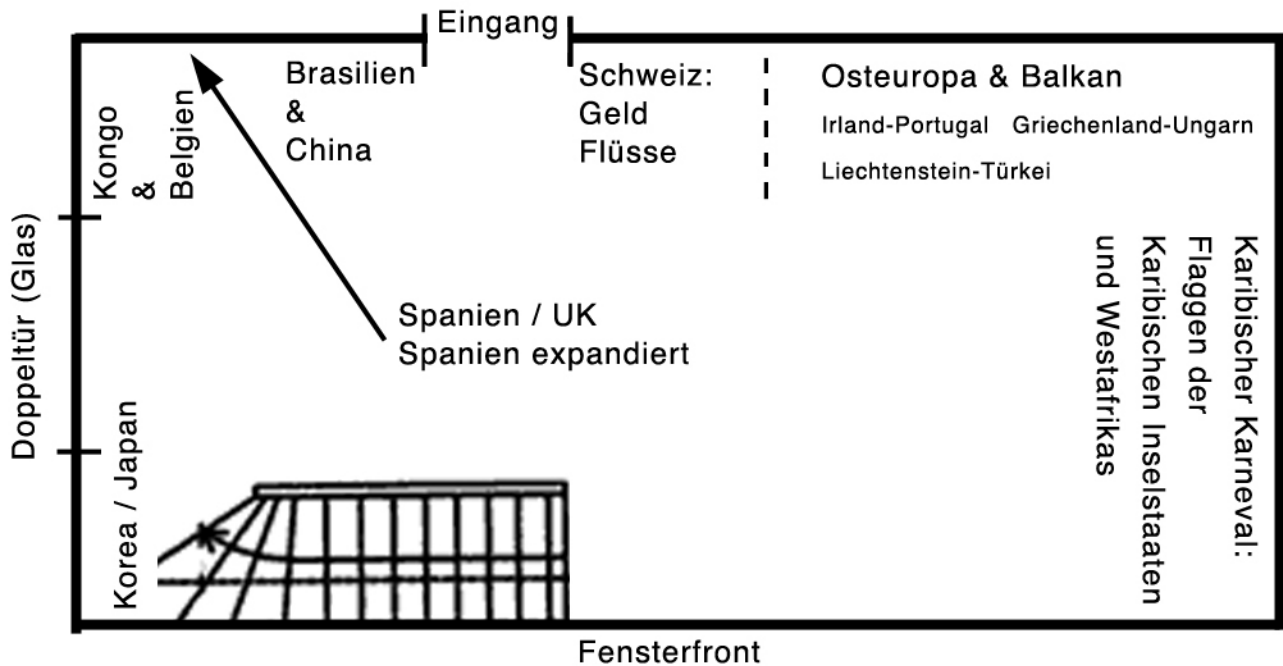 Eingang
Kongo
&
Belgien
Brasilien
&
China
Schweiz:
Geld
Flüsse
Osteuropa & Balkan
Irland-Portugal Griechenland-Ungarn
Liechtenstein-Türkei
Doppeltür (Glas)
Spanien / UK
Spanien expandiert
Karibischer Karneval:
Flaggen der
Karibischen Inselstaaten
und Westafrikas
Korea / Japan
Fensterfront